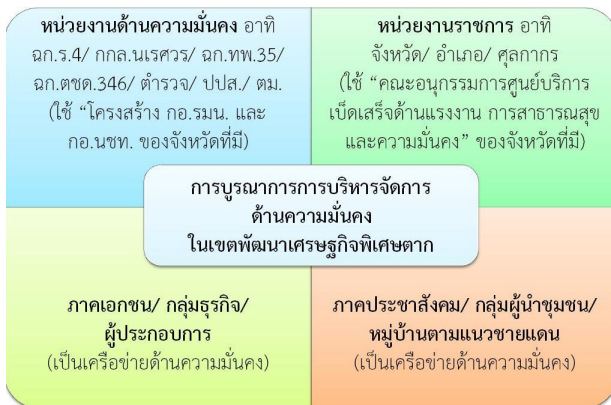 หน่วยงานด้านความมั่นคง อาทิ
ฉก.ร.4/ กกล.นเรศวร/ ฉก.ทพ.35/
ฉก.ตชด.346/ ตำรวจ/ ปปส./ ตม.
(ใช้ “โครงสร้าง กอ.รมน. และ
กอ.นชท. ของจังหวัดที่มี)
หน่วยงานราชการ อาทิ
จังหวัด/ อำเภอ/ ศุลกากร
(ใช้ “คณะอนุกรรมการศูนย์บริการ
เบ็ดเสร็จด้านแรงงาน การสาธารณสุข
และความมั่นคง” ของจังหวัดที่มี)
การบูรณาการการบริหารจัดการ
ด้านความมั่นคง
ในเขตพัฒนาเศรษฐกิจพิเศษตาก
ภาคเอกชน/ กลุ่มธุรกิจ/
ผู้ประกอบการ
(เป็นเครือข่ายด้านความมั่นคง)
ภาคประชาสังคม/ กลุ่มผู้นำชุมชน/
หมู่บ้านตามแนวชายแดน
(เป็นเครือข่ายด้านความมั่นคง)